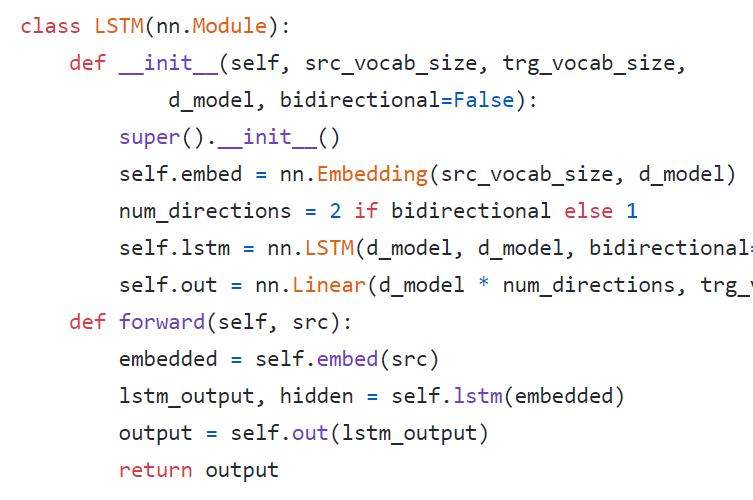 class LSTM(nn.Module):
def __init__(self, src_vocab_size, trg_vocab_size,
d_model, bidirectional=False):
super().__init__()
self.embed = nn.Embedding(src_vocab_size, d_model)
num_directions = 2 if bidirectional else 1
self.lstm = nn.LSTM(d_model, d_model, bidirectional=
self.out = nn.Linear(d_model * num_directions,
def forward(self, src):
embedded = self.embed(src)
lstm_output, hidden = self.lstm(embedded)
output = self.out(lstm_output)
return output